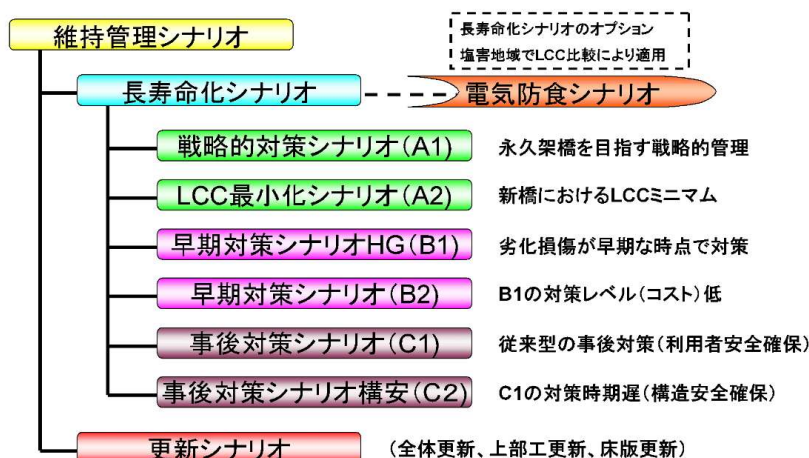 維持管理シナリオ
長寿命化シナリオのオプション
塩害地域でLCC比較により適用
長寿命化シナリオ
電気防食シナリオ
戦略的対策シナリオ(A1)
永久架橋を目指す戦略的管理
LCC最小化シナリオ(A2)
新橋におけるLCCミニマム
早期対策シナリオHG(B1)
劣化損傷が早期な時点で対策
早期対策シナリオ(B2)
B1の対策レベル(コスト)低
事後対策シナリオ(C1)
従来型の事後対策(利用者安全確保)
事後対策シナリオ構安(C2)
C1の対策時期遅(構造安全確保)
更新シナリオ
(全体更新、上部工更新、床版更新)